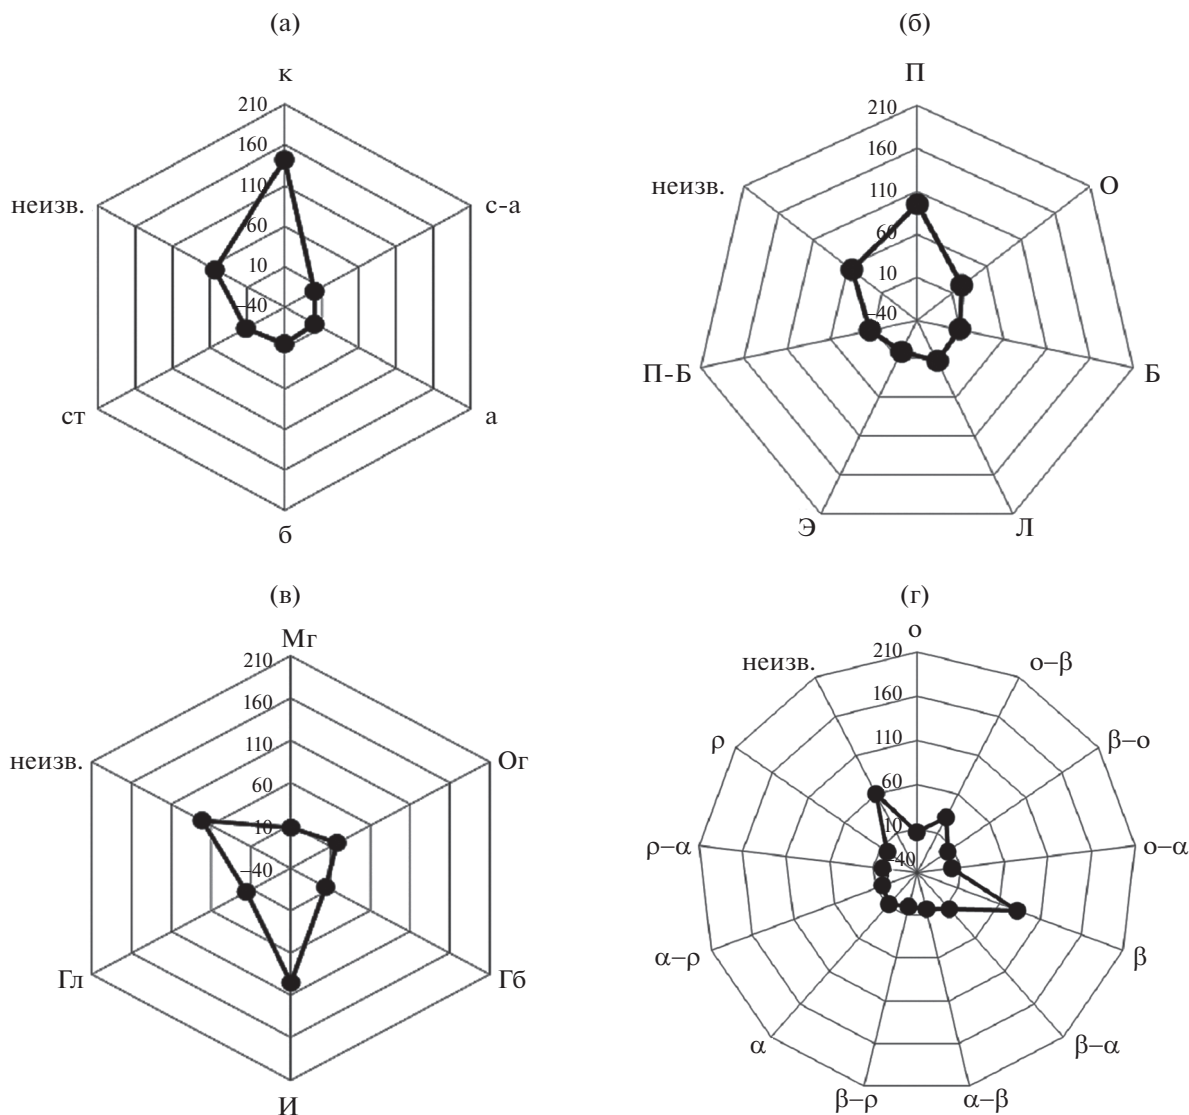 (а)
к
210
160
110
60
10
–40
неизв.
с-а
ст
а
б
(б)
П
210
160
110
60
10
–40
неизв.
О
П-Б
Б
Э
Л
(в)
Мг
210
160
110
60
10
–40
неизв.
Ог
Гл
Гб
И
(г)
о
210
160
110
60
10
–40
неизв.
о–β
ρ
β–о
ρ–α
о–α
α–ρ
β
α
β–α
β–ρ
α–β